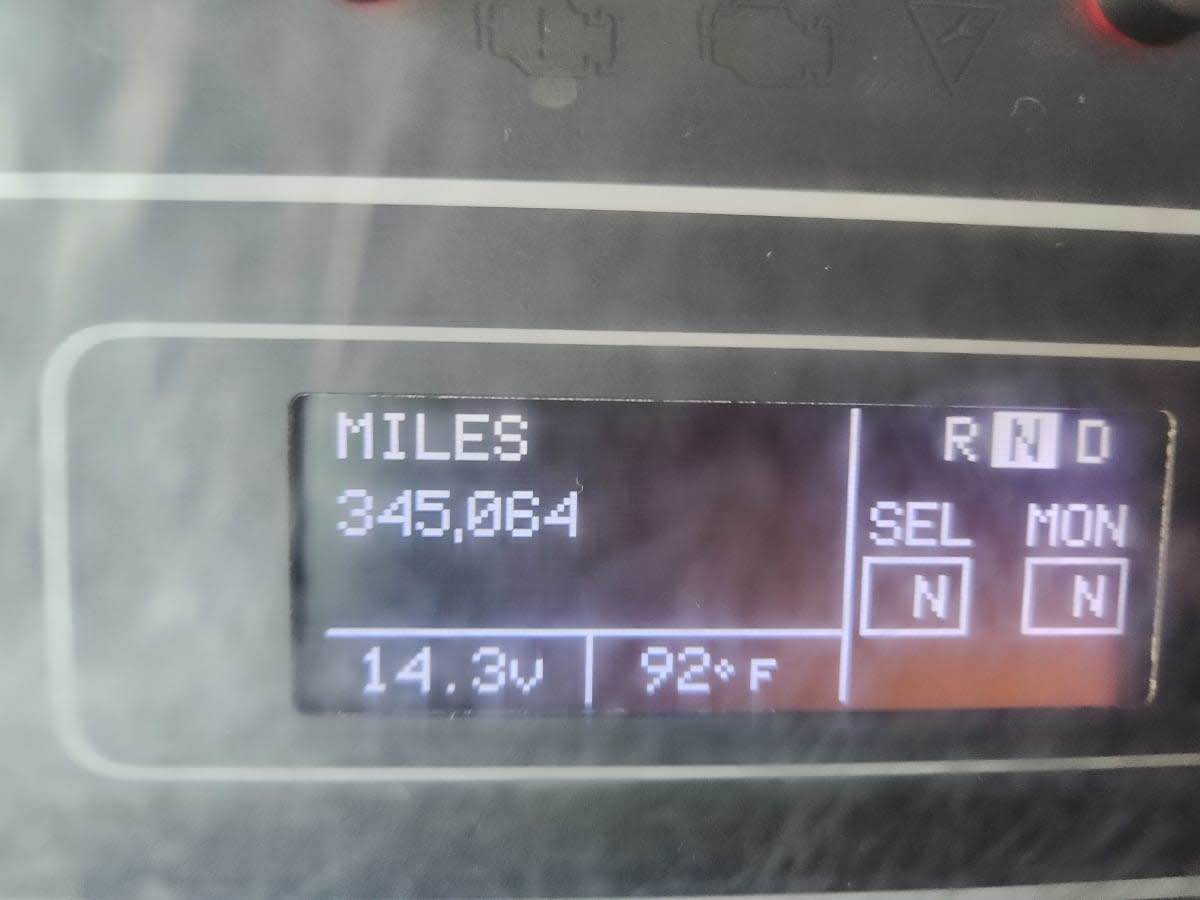 MILES
345,064
14.3v
92° F
R N D
SEL MON
N N